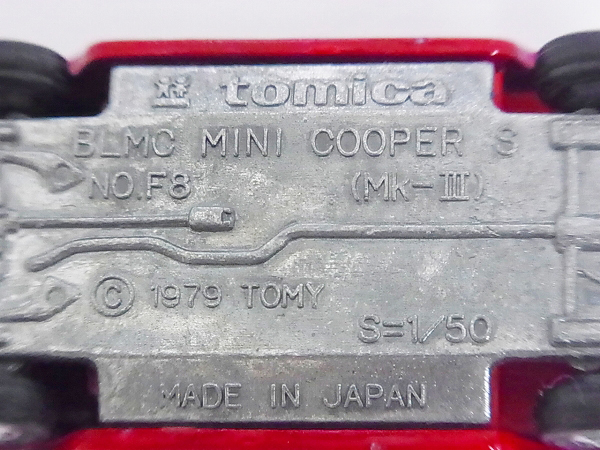 tomica
BLMC MINI COOPER S
NO.F8 (Mk-III)
© 1979 TOMY
S=1/50
MADE IN JAPAN